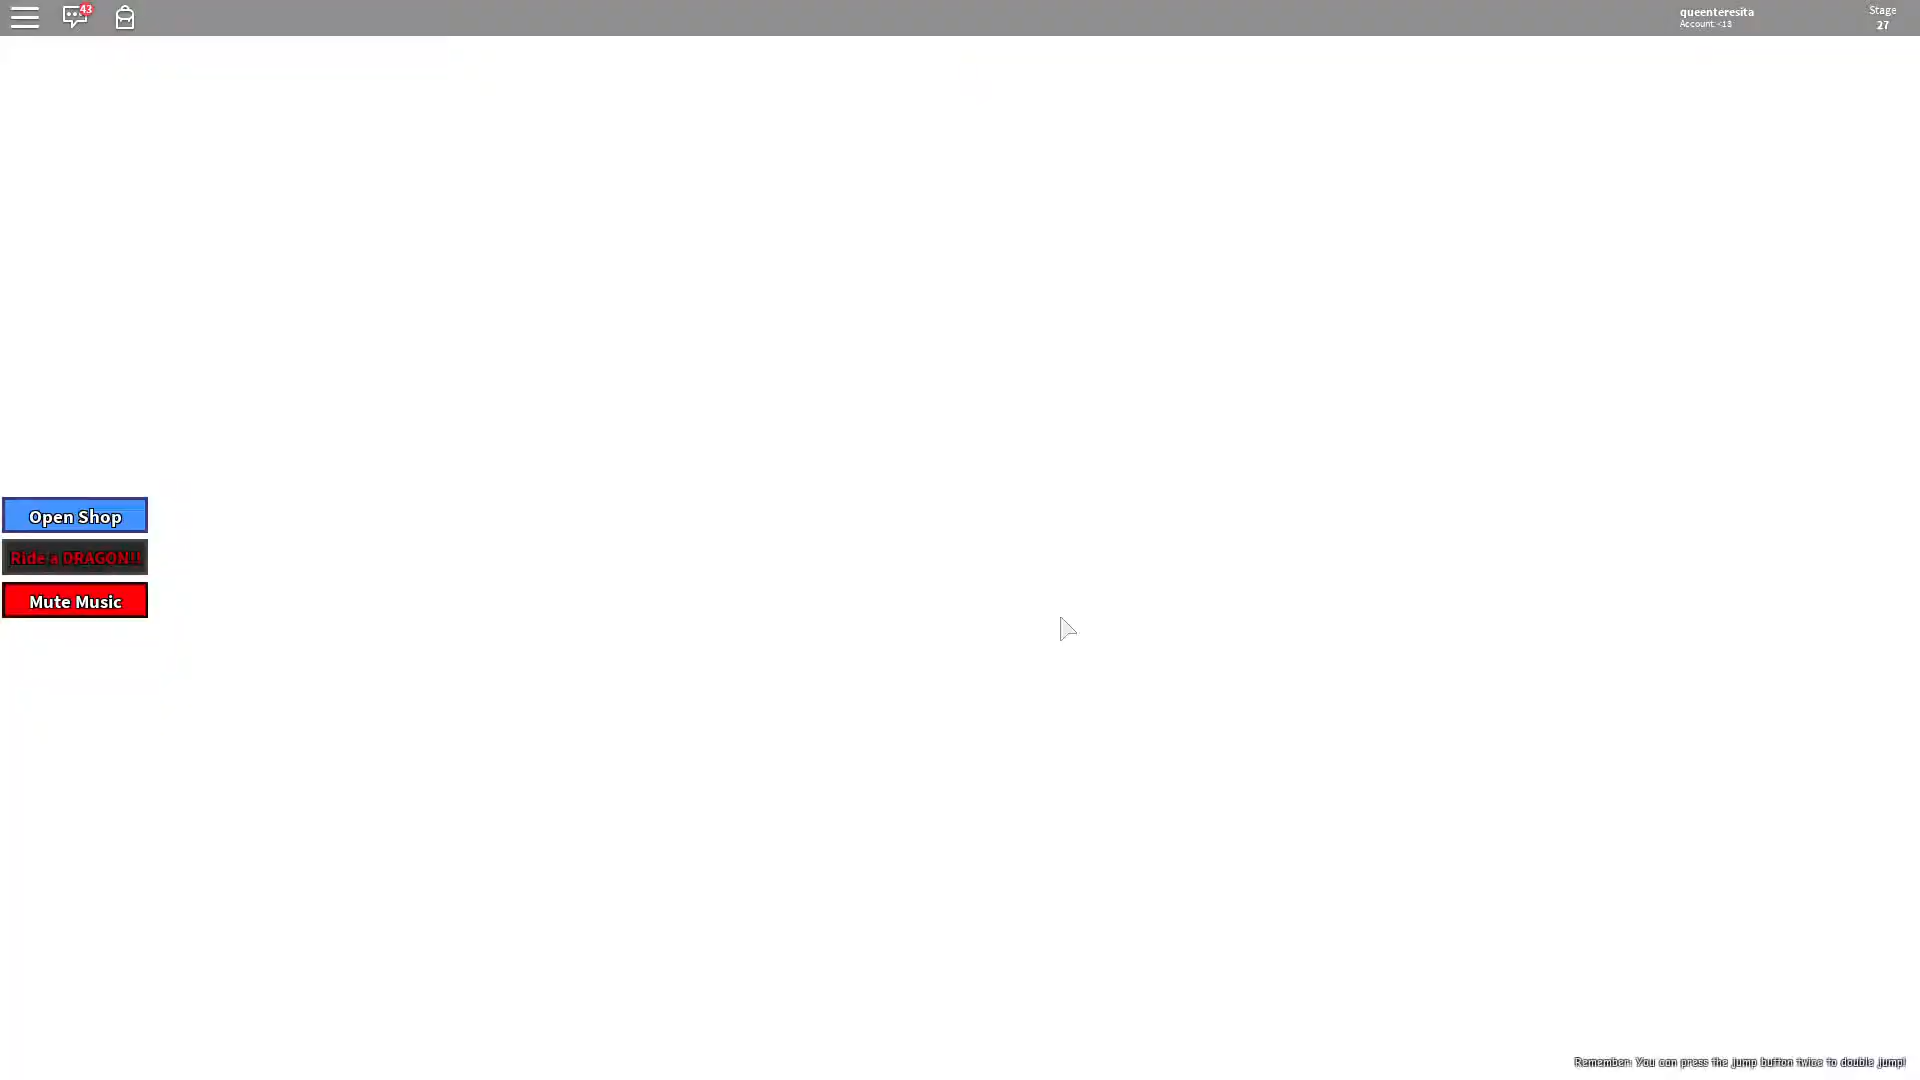 43
queenteresita
Account: <13
Stage
27
Open Shop
Ride a DRAGON!!
Mute Music
Remember: You can press the jump button twice to double jump!